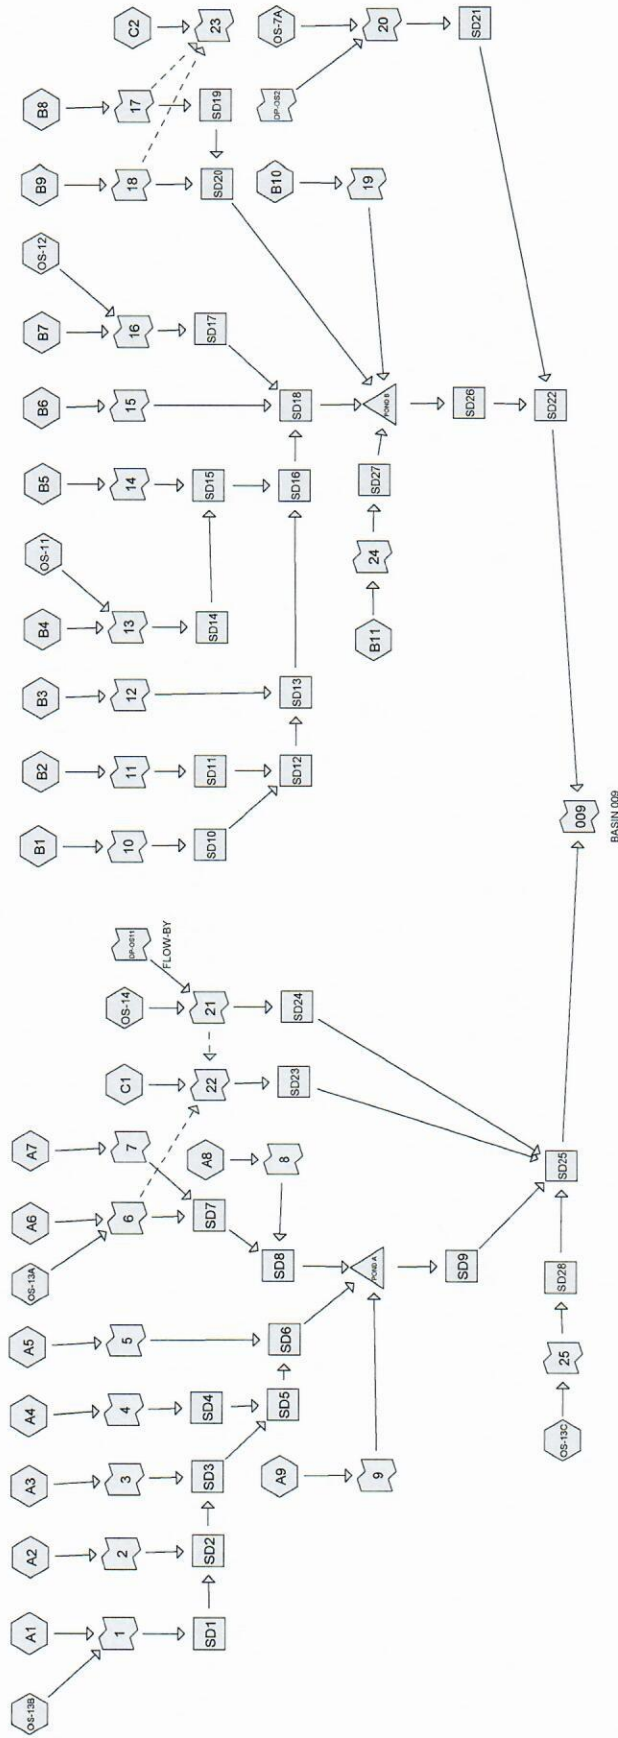 C2
23
OS-7A
20
SD21
B8
17
SD19
DP-OS2
B9
18
SD20
B10
19
OS-12
B7
16
SD17
B6
15
SD18
POND B
SD26
SD22
B5
14
SD15
SD16
SD27
OS-11
24
B4
13
SD14
B11
B3
12
SD13
B2
11
SD11
SD12
B1
10
SD10
009
BASIN 009
DP-OS11
FLOW-BY
OS-14
21
SD24
C1
22
SD23
A7
7
A8
8
SD25
A6
6
SD7
OS-13A
SD8
POND A
SD9
SD28
A5
5
SD6
25
A4
4
SD4
SD5
OS-13C
A3
3
SD3
A9
9
A2
2
SD2
A1
1
SD1
OS-13B